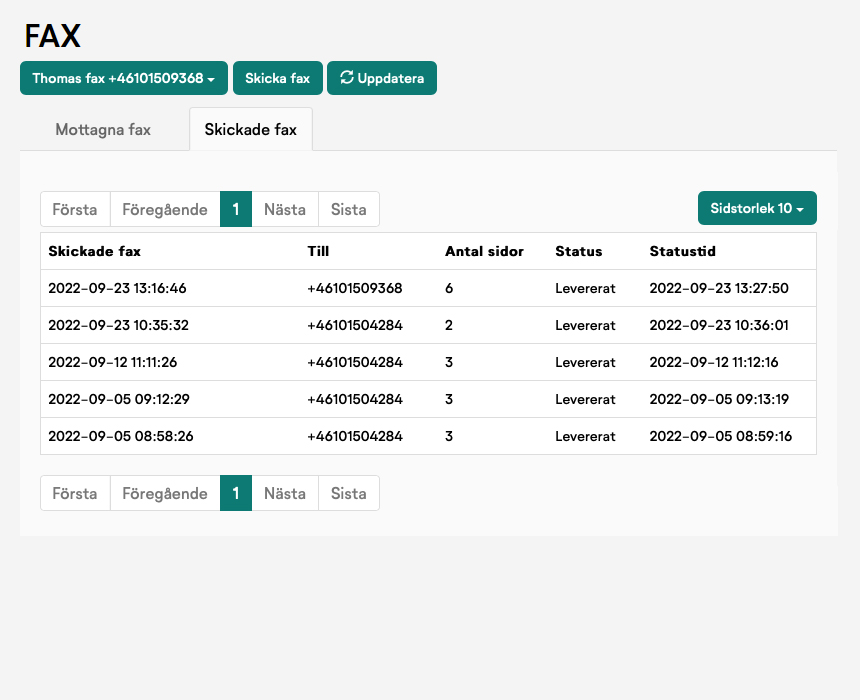 FAX
Thomas fax +46101509368 Skicka fax Uppdatera
Mottagna fax Skickade fax
Första Föregående 1 Nästa Sista Sidstorlek 10
Skickade fax Till Antal sidor Status Statustid
2022-09-23 13:16:46 +46101509368 6 Levererat 2022-09-23 13:27:50
2022-09-23 10:35:32 +46101504284 2 Levererat 2022-09-23 10:36:01
2022-09-12 11:11:26 +46101504284 3 Levererat 2022-09-12 11:12:16
2022-09-05 09:12:29 +46101504284 3 Levererat 2022-09-05 09:13:19
2022-09-05 08:58:26 +46101504284 3 Levererat 2022-09-05 08:59:16
Första Föregående 1 Nästa Sista